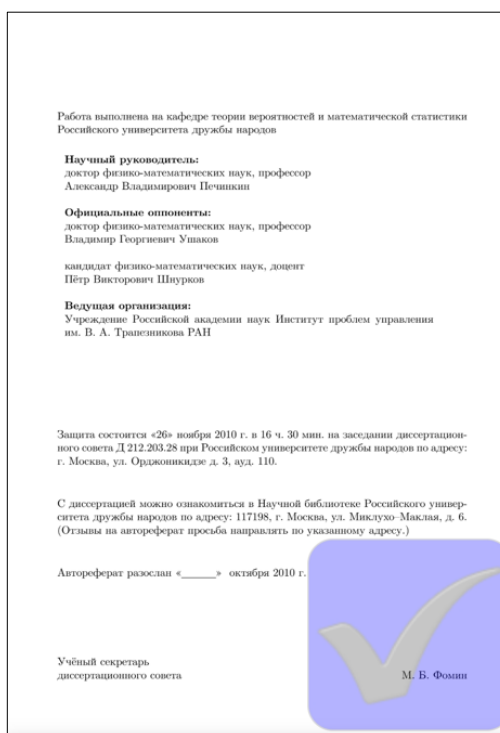 Работа выполнена на кафедре теории вероятностей и математической статистики
Российского университета дружбы народов
Научный руководитель:
доктор физико-математических наук, профессор
Александр Владимирович Печинкин
Официальные оппоненты:
доктор физико-математических наук, профессор
Владимир Георгиевич Ушаков
кандидат физико-математических наук, доцент
Пётр Викторович Шнурков
Ведущая организация:
Учреждение Российской академии наук Институт проблем управления
им. В. А. Трапезникова РАН
Защита состоится «26» ноября 2010 г. в 16 ч. 30 мин. на заседании диссертацион-
ного совета Д 212.203.28 при Российском университете дружбы народов по адресу:
г. Москва, ул. Орджоникидзе д. 3, ауд. 110.
С диссертацией можно ознакомиться в Научной библиотеке Российского универ-
ситета дружбы народов по адресу: 117198, г. Москва, ул. Миклухо–Маклая, д. 6.
(Отзывы на автореферат просьба направлять по указанному адресу.)
Автореферат разослан «_____» октября 2010 г.
Учёный секретарь
диссертационного совета М. Б. Фомин